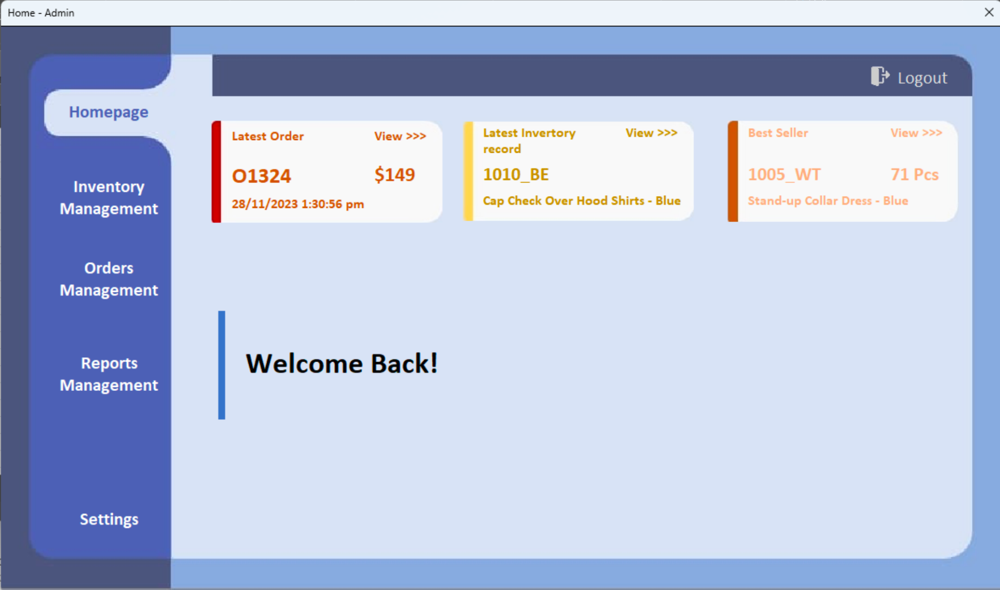 Home - Admin
Logout
Homepage
Inventory
Management
Orders
Management
Reports
Management
Settings
Latest Order View >>>
O1324 $149
28/11/2023 1:30:56 pm
Latest Invertory View >>>
record
1010_BE
Cap Check Over Hood Shirts - Blue
Best Seller View >>>
1005_WT 71 Pcs
Stand-up Collar Dress - Blue
Welcome Back!